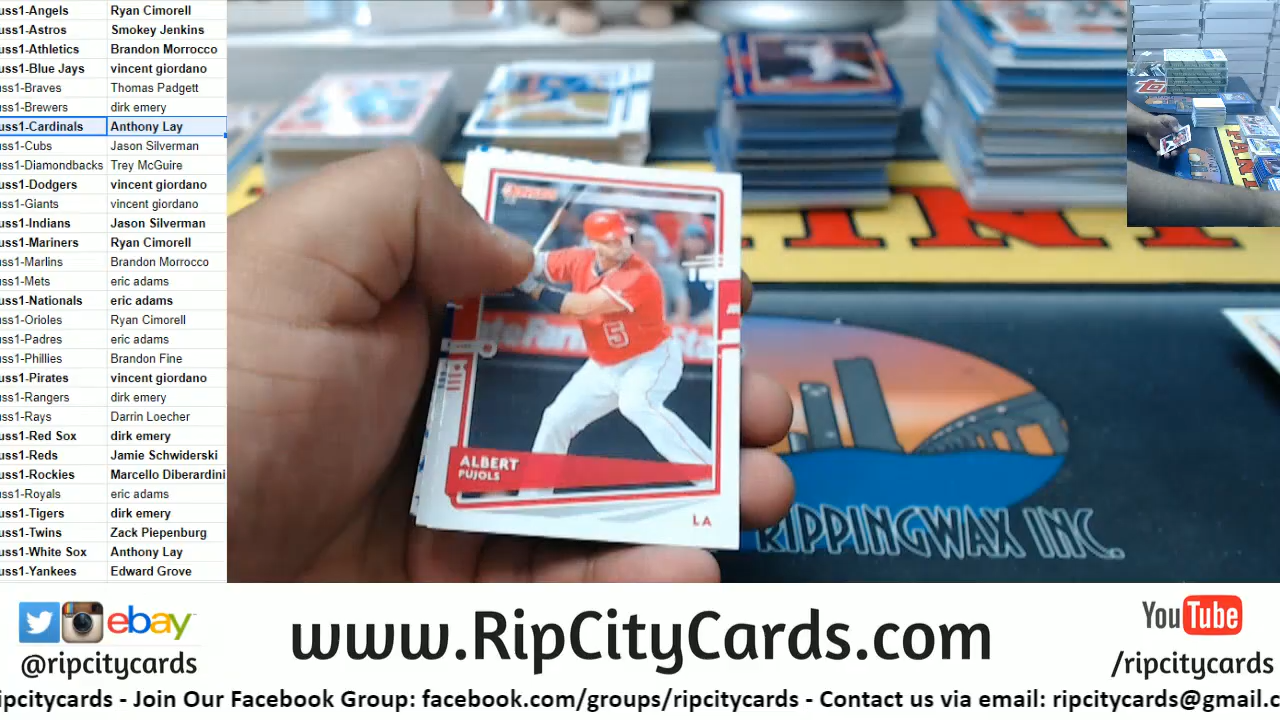 uss1-Angels Ryan Cimorell
uss1-Astros Smokey Jenkins
uss1-Athletics Brandon Morrocco
uss1-Blue Jays vincent giordano
uss1-Braves Thomas Padgett
uss1-Brewers dirk emery
uss1-Cardinals Anthony Lay
uss1-Cubs Jason Silverman
uss1-Diamondbacks Trey McGuire
uss1-Dodgers vincent giordano
uss1-Giants vincent giordano
uss1-Indians Jason Silverman
uss1-Mariners Ryan Cimorell
uss1-Marlins Brandon Morrocco
uss1-Mets eric adams
uss1-Nationals eric adams
uss1-Orioles Ryan Cimorell
uss1-Padres eric adams
uss1-Phillies Brandon Fine
uss1-Pirates vincent giordano
uss1-Rangers dirk emery
uss1-Rays Darrin Loecher
uss1-Red Sox dirk emery
uss1-Reds Jamie Schwiderski
uss1-Rockies Marcello Diberardini
uss1-Royals eric adams
uss1-Tigers dirk emery
uss1-Twins Zack Piepenburg
uss1-White Sox Anthony Lay
uss1-Yankees Edward Grove
5
ALBERT
PUJOLS
LA
RIPPINGWAX INC.
ebay
@ripcitycards
www.RipCityCards.com
YouTube
/ripcitycards
ipcitycards - Join Our Facebook Group: facebook.com/groups/ripcitycards - Contact us via email: ripcitycards@gmail.c